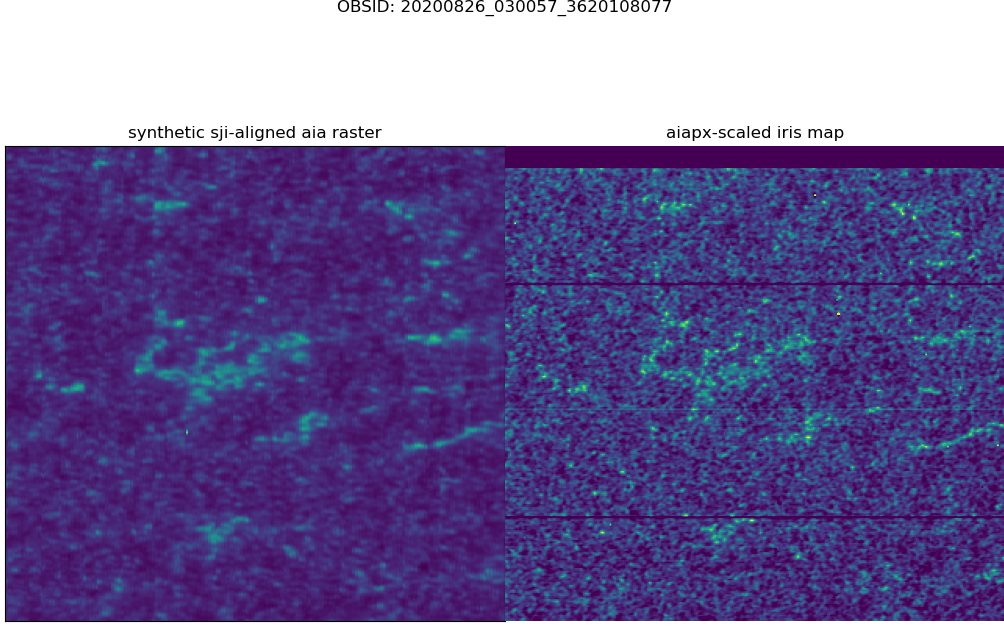 OBSID: 20200826_030057_3620108077
synthetic sji-aligned aia raster
aiapx-scaled iris map